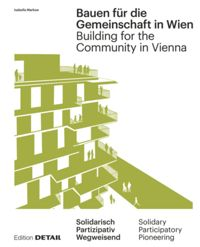 Isabella Marboe
Bauen für die
Gemeinschaft in Wien
Building for the
Community in Vienna
Solidarisch
Partizipativ
Wegweisend
Solidary
Participatory
Pioneering
Edition DETAIL